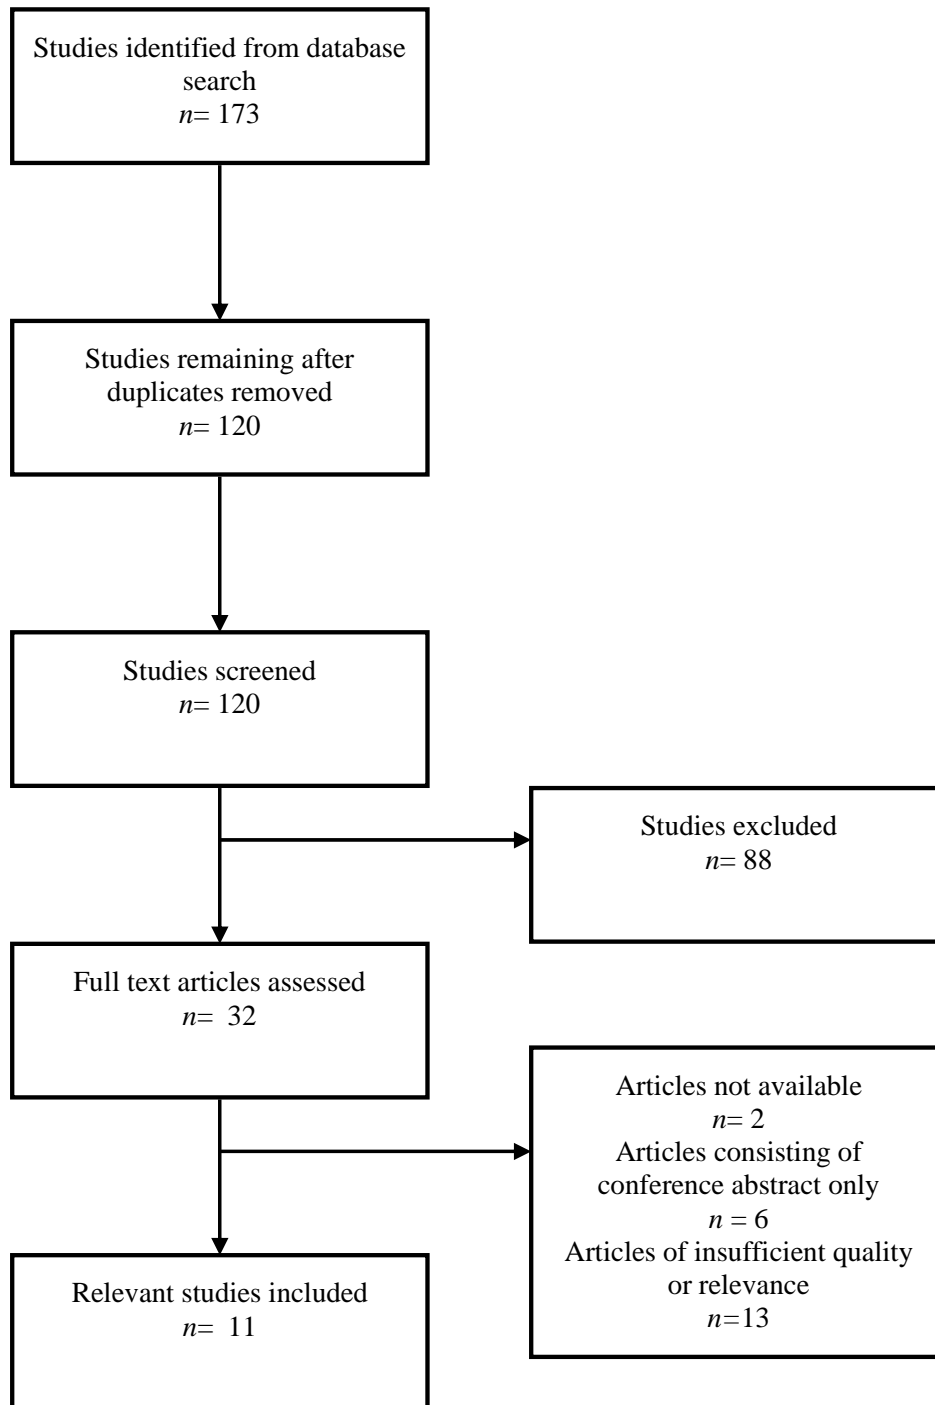 Studies identified from database
search
n= 173
Studies remaining after
duplicates removed
n= 120
Studies screened
n= 120
Studies excluded
n= 88
Full text articles assessed
n=  32
Articles not available
n= 2
Articles consisting of
conference abstract only
n = 6
Articles of insufficient quality
or relevance
n=13
Relevant studies included
n=  11